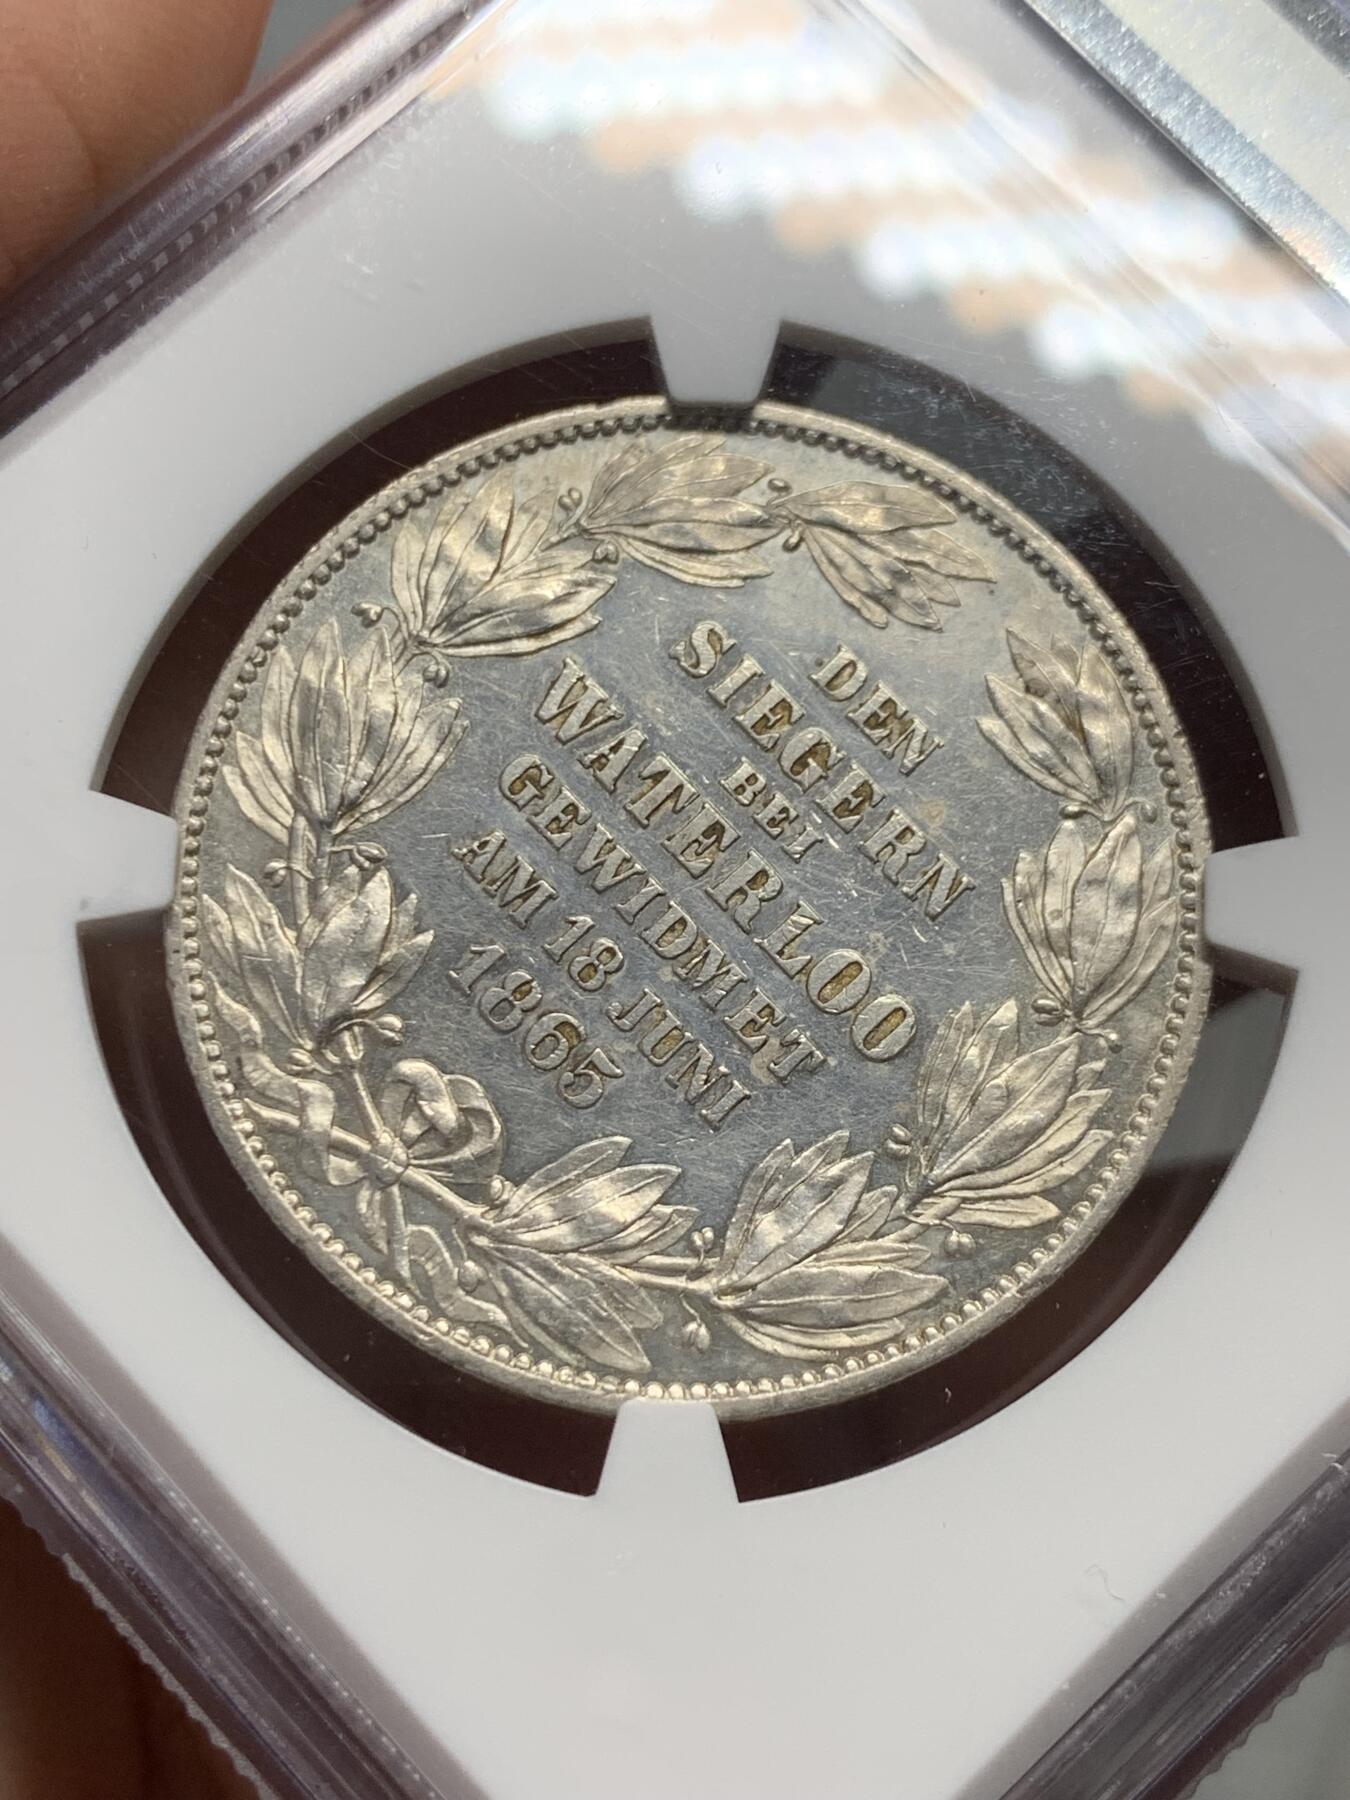 DEN
SIEGERN
BEI
WATERLOO
GEWIDMET
AM 18 JUNI
1865